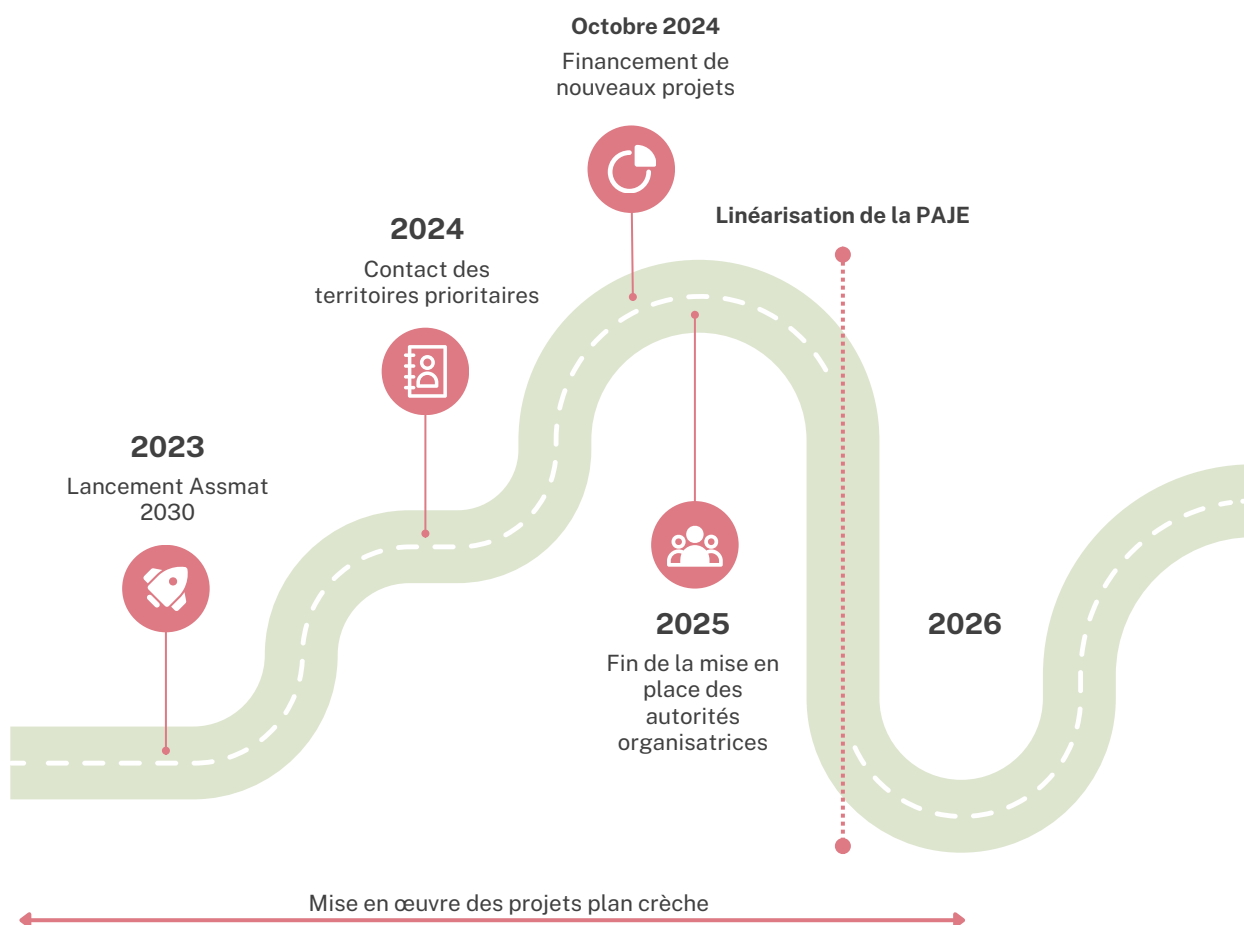 Octobre 2024
Financement de
nouveaux projets
Linéarisation de la PAJE
2024
Contact des
territoires prioritaires
2023
Lancement Assmat
2030
2025
Fin de la mise en
place des
autorités
organisatrices
2026
Mise en œuvre des projets plan crèche